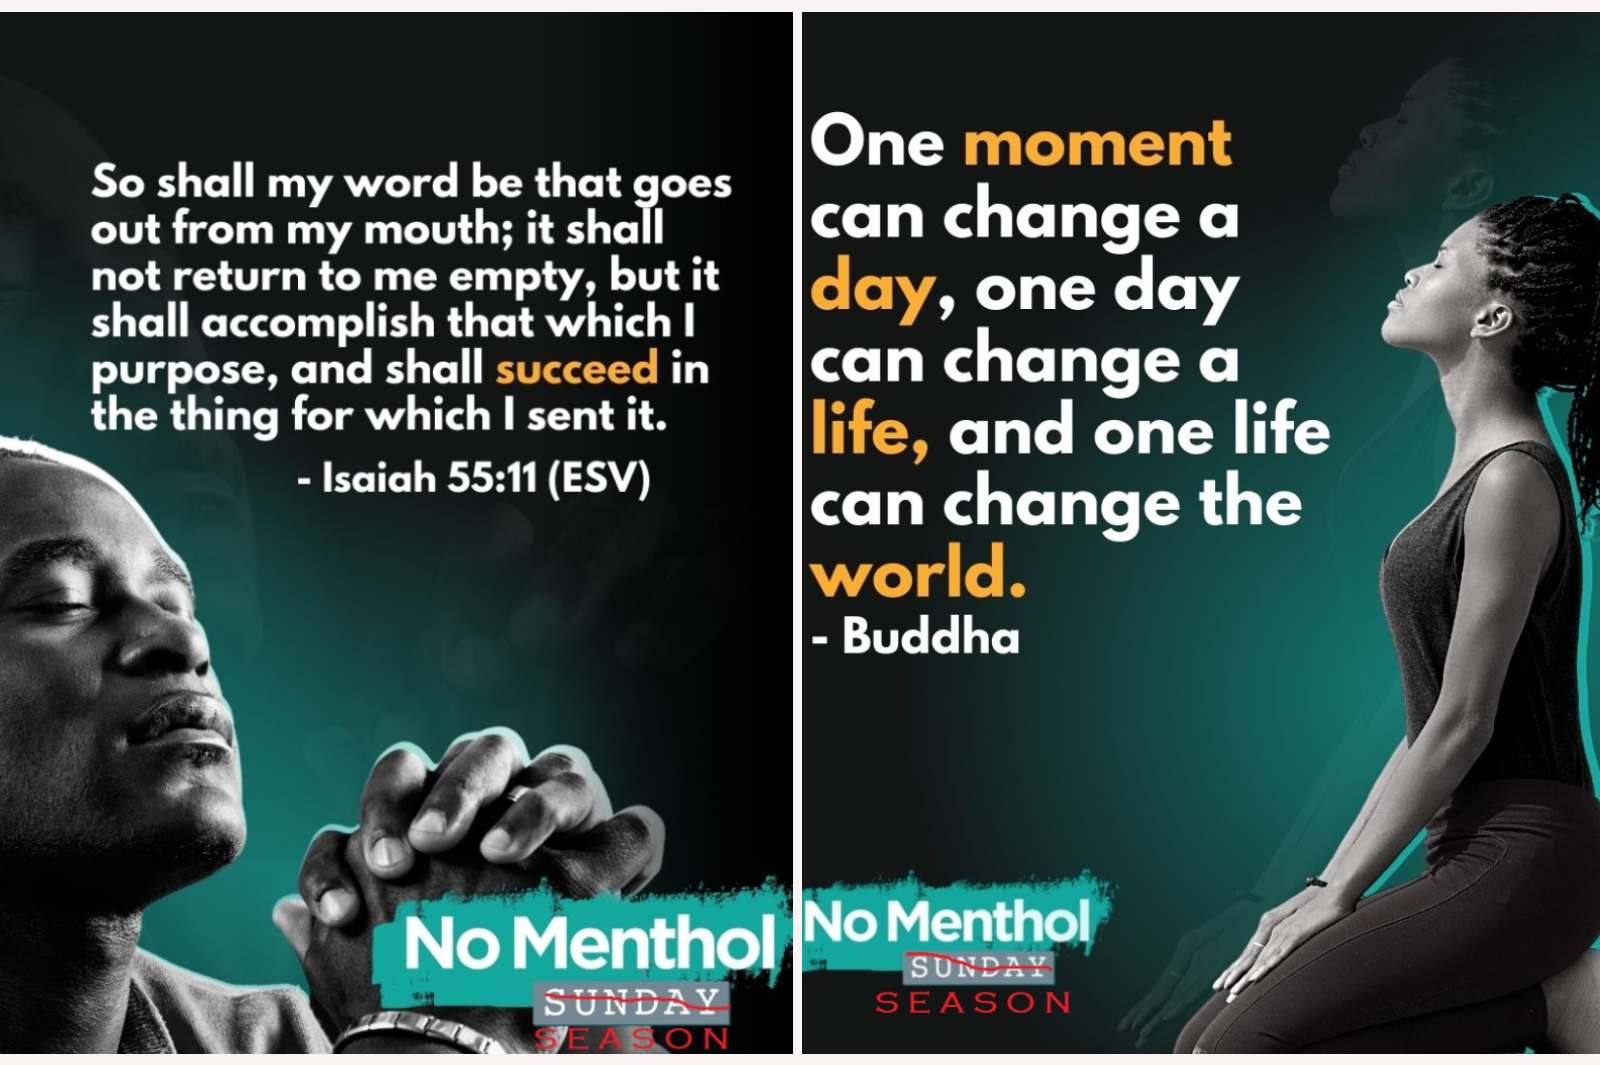 So shall my word be that goes
out from my mouth; it shall
not return to me empty, but it
shall accomplish that which I
purpose, and shall succeed in
the thing for which I sent it.
- Isaiah 55:11 (ESV)
No Menthol
SUNDAY
SEASON
One moment
can change a
day, one day
can change a
life, and one life
can change the
world.
- Buddha
No Menthol
SUNDAY
SEASON